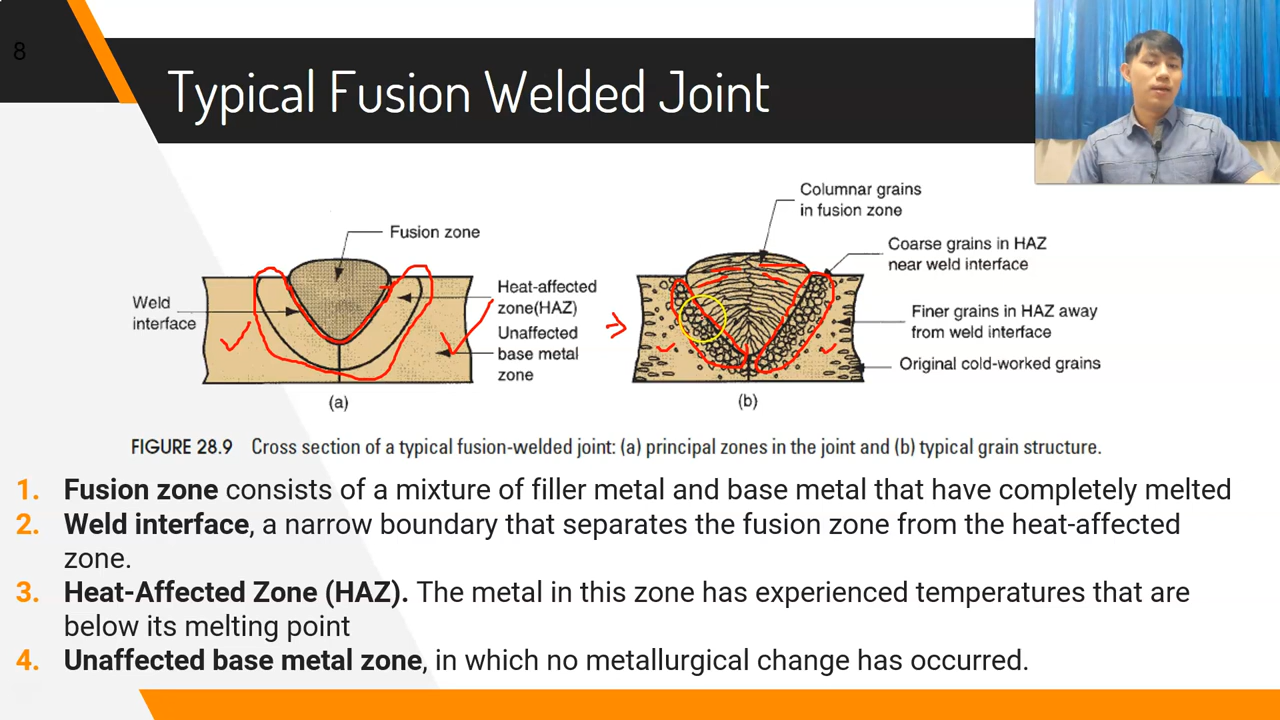 8
Typical Fusion Welded Joint
Fusion zone
Weld
interface
Heat-affected
zone(HAZ)
Unaffected
base metal
zone
(a)
Columnar grains
in fusion zone
Coarse grains in HAZ
near weld interface
Finer grains in HAZ away
from weld interface
Original cold-worked grains
(b)
FIGURE 28.9 Cross section of a typical fusion-welded joint: (a) principal zones in the joint and (b) typical grain structure.
1. Fusion zone consists of a mixture of filler metal and base metal that have completely melted
2. Weld interface, a narrow boundary that separates the fusion zone from the heat-affected
zone.
3. Heat-Affected Zone (HAZ). The metal in this zone has experienced temperatures that are
below its melting point
4. Unaffected base metal zone, in which no metallurgical change has occurred.